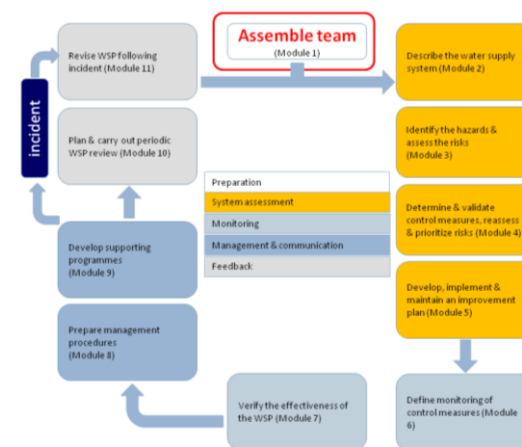 Assemble team
(Module 1)
Revise WSP following
incident (Module 11)
Describe the water supply
system (Module 2)
incident
Plan & carry out periodic
WSP review (Module 10)
Identify the hazards &
assess the risks
(Module 3)
Preparation
System assessment
Monitoring
Management & communication
Feedback
Determine & validate
control measures, reassess
& prioritize risks (Module 4)
Develop supporting
programmes
(Module 9)
Develop, implement &
maintain an improvement
plan (Module 5)
Prepare management
procedures
(Module 8)
Verify the effectiveness of
the WSP (Module 7)
Define monitoring of
control measures (Module
6)